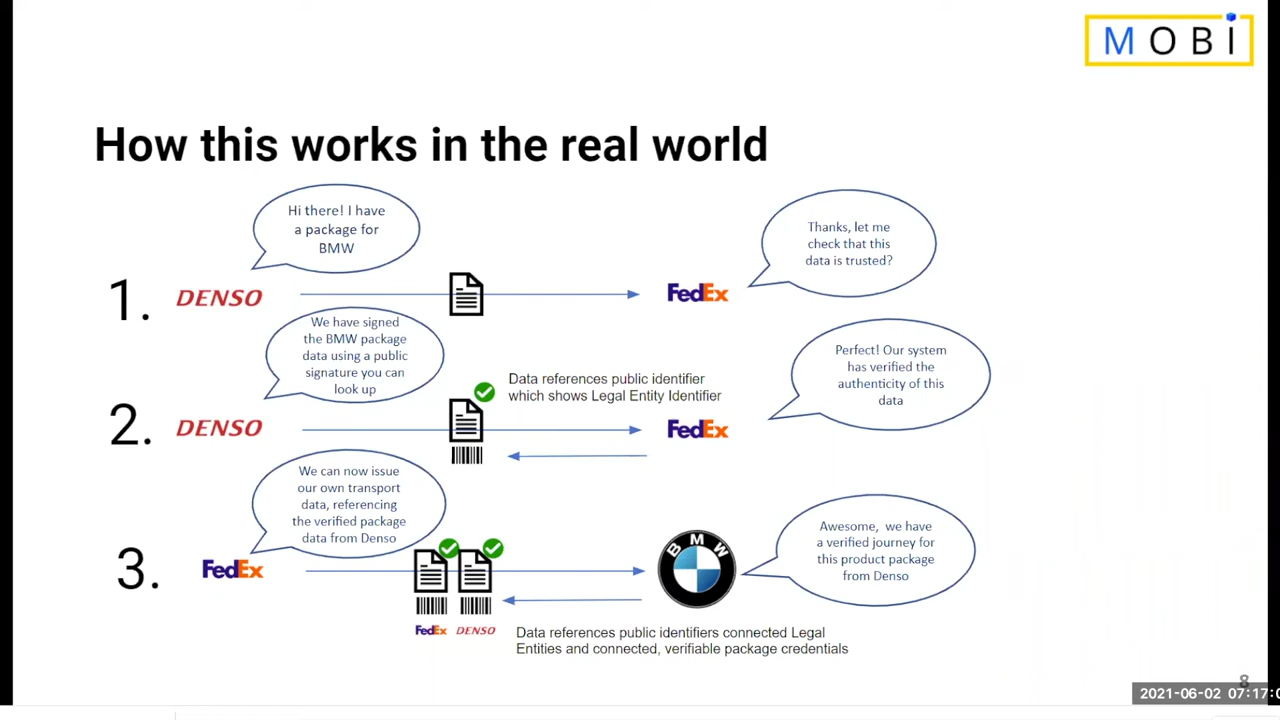 MOBI
How this works in the real world
Hi there! I have
a package for
BMW
Thanks, let me
check that this
data is trusted?
1.
DENSO
FedEx
We have signed
the BMW package
data using a public
signature you can
look up
Data references public identifier
which shows Legal Entity Identifier
Perfect! Our system
has verified the
authenticity of this
data
2.
DENSO
FedEx
We can now issue
our own transport
data, referencing
the verified package
data from Denso
Awesome, we have
a verified journey for
this product package
from Denso
3.
FedEx
BMW
FedEx DENSO
Data references public identifiers connected Legal
Entities and connected, verifiable package credentials
8
2021-06-02 07:17:0